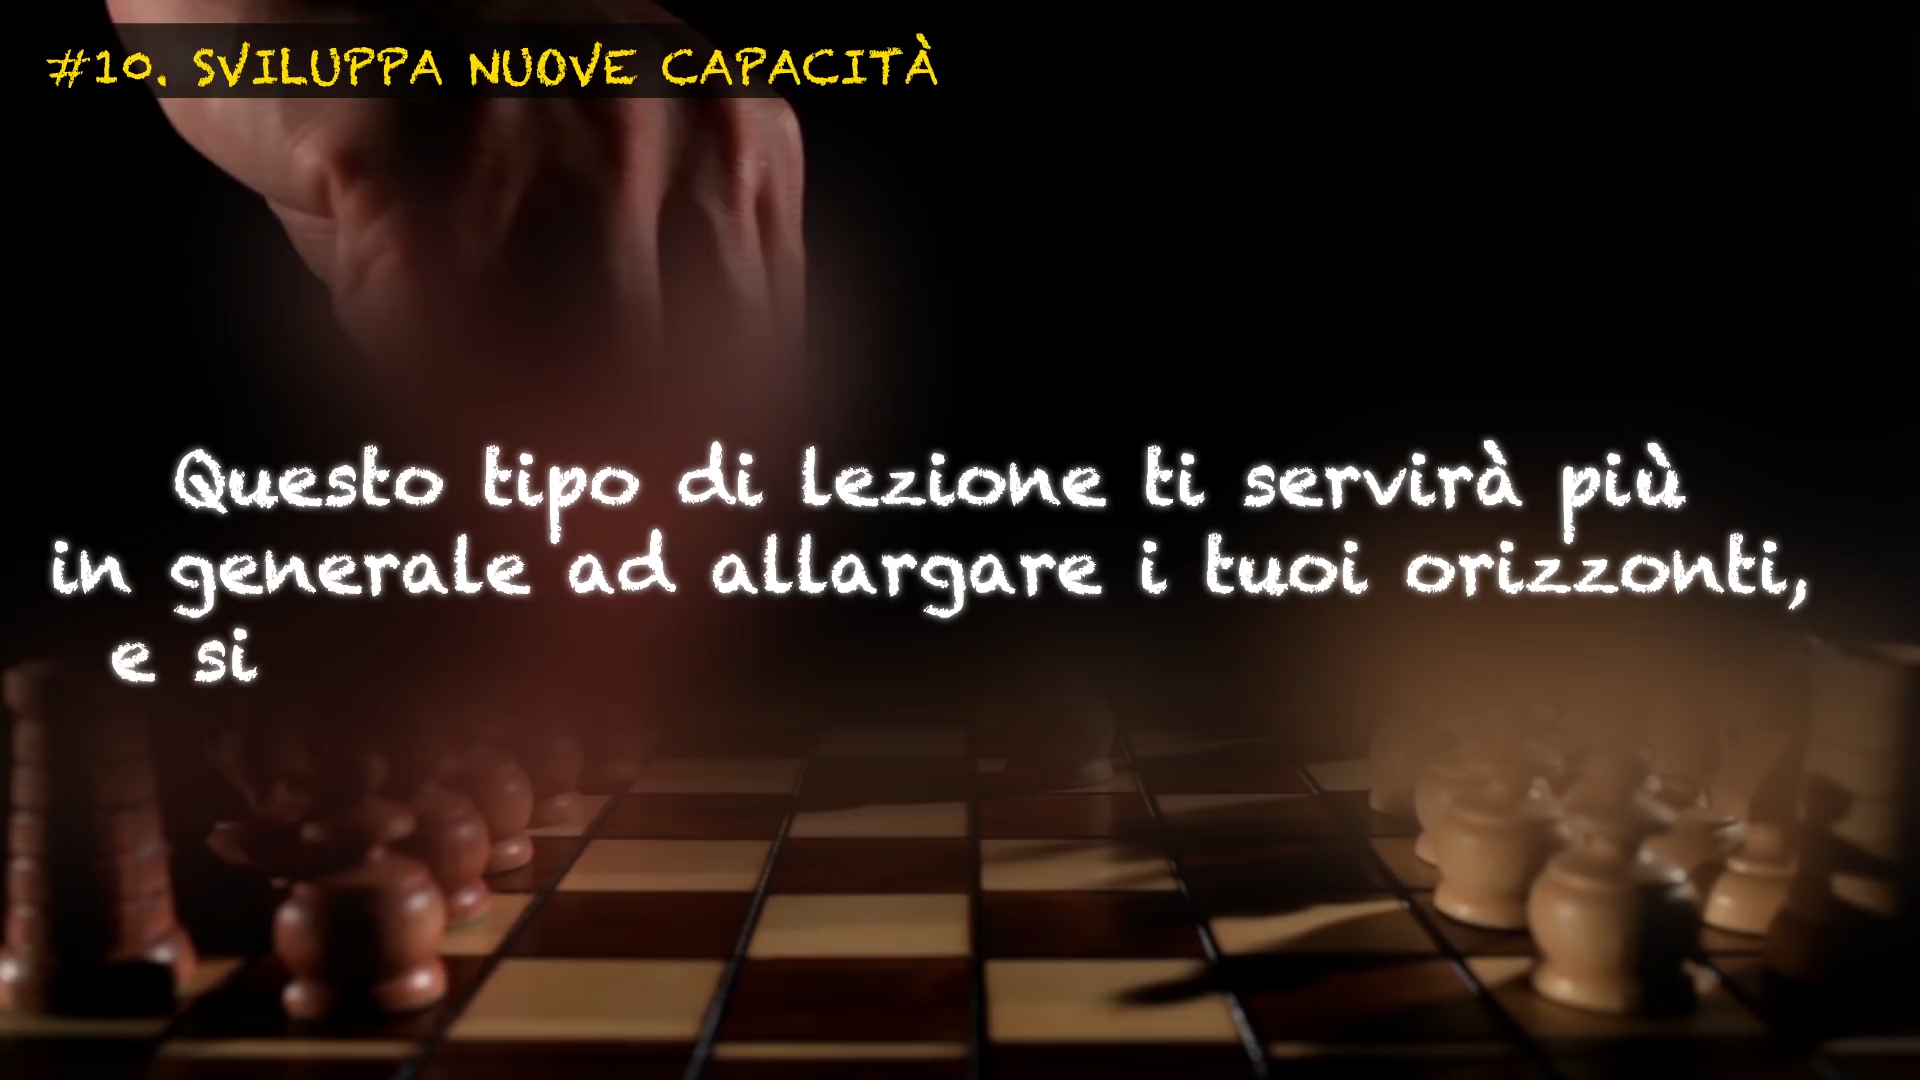 #10. SVILUPPA NUOVE CAPACITÀ
Questo tipo di lezione ti servirà più
in generale ad allargare i tuoi orizzonti,
e si